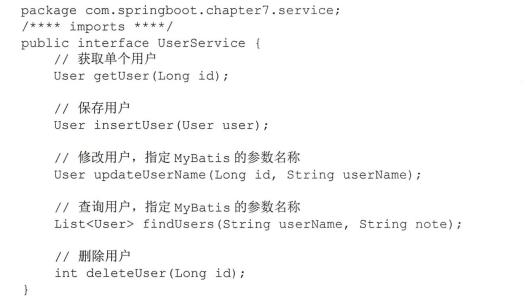 package com.springboot.chapter7.service;
/**** imports ****/
public interface UserService {
    // 获取单个用户
    User getUser(Long id);

    // 保存用户
    User insertUser(User user);

    // 修改用户，指定 MyBatis 的参数名称
    User updateUserName(Long id, String userName);

    // 查询用户，指定 MyBatis 的参数名称
    List<User> findUsers(String userName, String note);

    // 删除用户
    int deleteUser(Long id);
}